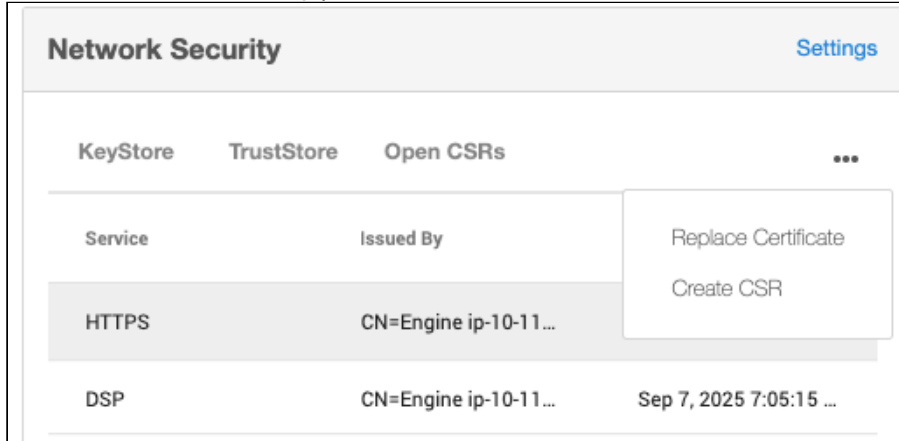 Network Security
Settings
KeyStore TrustStore Open CSRs •••
Service Issued By
Replace Certificate
Create CSR
HTTPS CN=Engine ip-10-11...
DSP CN=Engine ip-10-11... Sep 7, 2025 7:05:15 ...